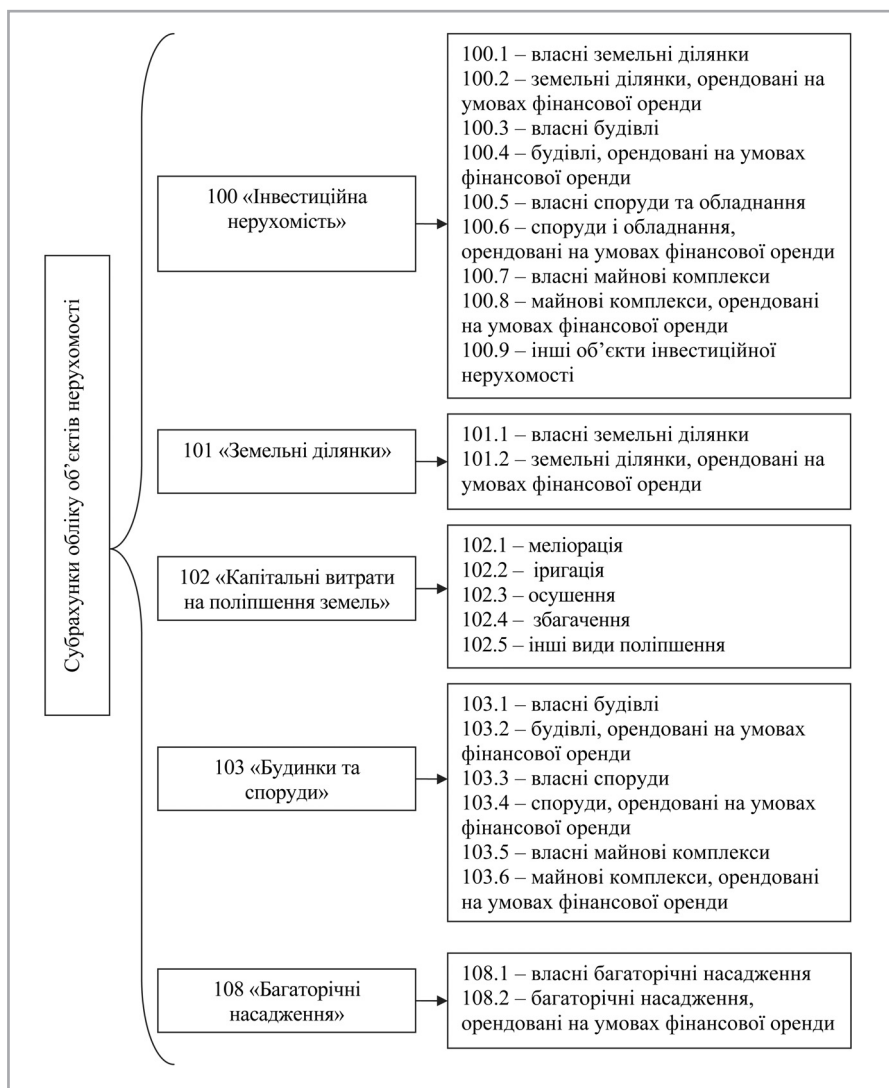 Субрахунки обліку об’єктів нерухомості
100 «Інвестиційна
нерухомість»
100.1 – власні земельні ділянки
100.2 – земельні ділянки, орендовані на
умовах фінансової оренди
100.3 – власні будівлі
100.4 – будівлі, орендовані на умовах
фінансової оренди
100.5 – власні споруди та обладнання
100.6 – споруди і обладнання,
орендовані на умовах фінансової оренди
100.7 – власні майнові комплекси
100.8 – майнові комплекси, орендовані
на умовах фінансової оренди
100.9 – інші об’єкти інвестиційної
нерухомості
101 «Земельні ділянки»
101.1 – власні земельні ділянки
101.2 – земельні ділянки, орендовані на
умовах фінансової оренди
102 «Капітальні витрати
на поліпшення земель»
102.1 – меліорація
102.2 – іригація
102.3 – осушення
102.4 – збагачення
102.5 – інші види поліпшення
103 «Будинки та
споруди»
103.1 – власні будівлі
103.2 – будівлі, орендовані на умовах
фінансової оренди
103.3 – власні споруди
103.4 – споруди, орендовані на умовах
фінансової оренди
103.5 – власні майнові комплекси
103.6 – майнові комплекси, орендовані
на умовах фінансової оренди
108 «Багаторічні
насадження»
108.1 – власні багаторічні насадження
108.2 – багаторічні насадження,
орендовані на умовах фінансової оренди